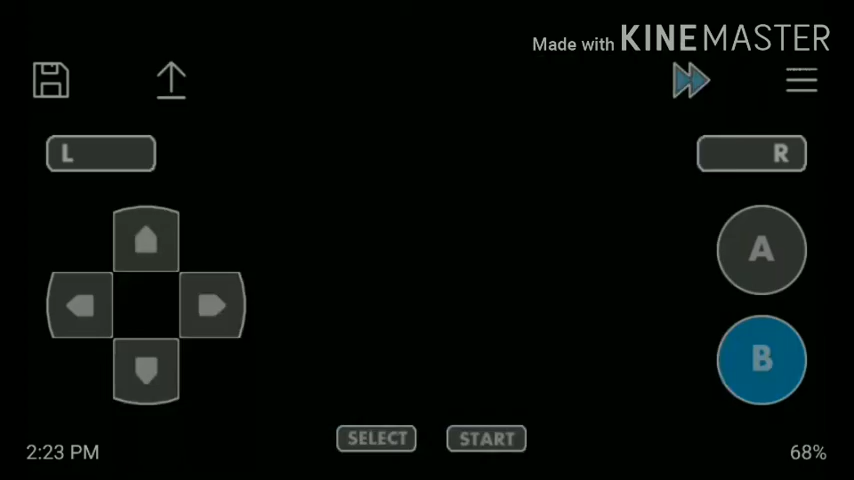 Made with KINEMASTER
L
R
A
B
SELECT START
2:23 PM
68%